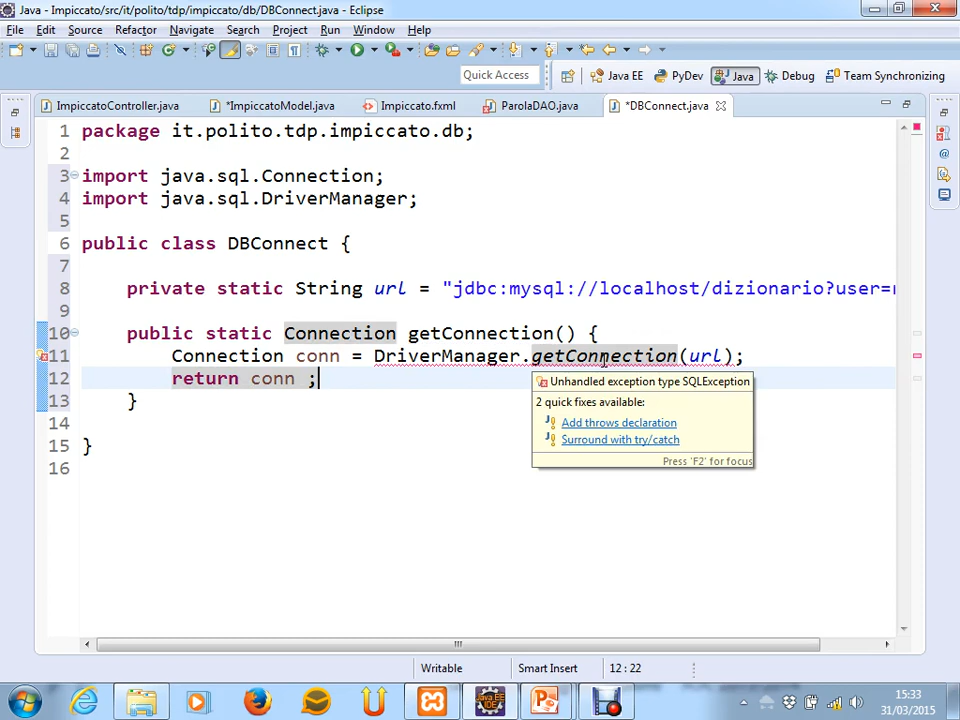 Java - Impiccato/src/it/polito/tdp/impiccato/db/DBConnect.java - Eclipse
File Edit Source Refactor Navigate Search Project Run Window Help
Quick Access
Java EE
PyDev
Java
Debug
Team Synchronizing
ImpiccatoController.java
*ImpiccatoModel.java
Impiccato.fxml
ParolaDAO.java
*DBConnect.java
1 package it.polito.tdp.impiccato.db;
2
3 import java.sql.Connection;
4 import java.sql.DriverManager;
5
6 public class DBConnect {
7
8 private static String url = "jdbc:mysql://localhost/dizionario?user=
9
10 public static Connection getConnection() {
11 Connection conn = DriverManager.getConnection(url);
12 return conn ;
13 }
14
15 }
16
Unhandled exception type SQLException
2 quick fixes available:
Add throws declaration
Surround with try/catch
Press 'F2' for focus
Writable
Smart Insert
12 : 22
15:33
31/03/2015